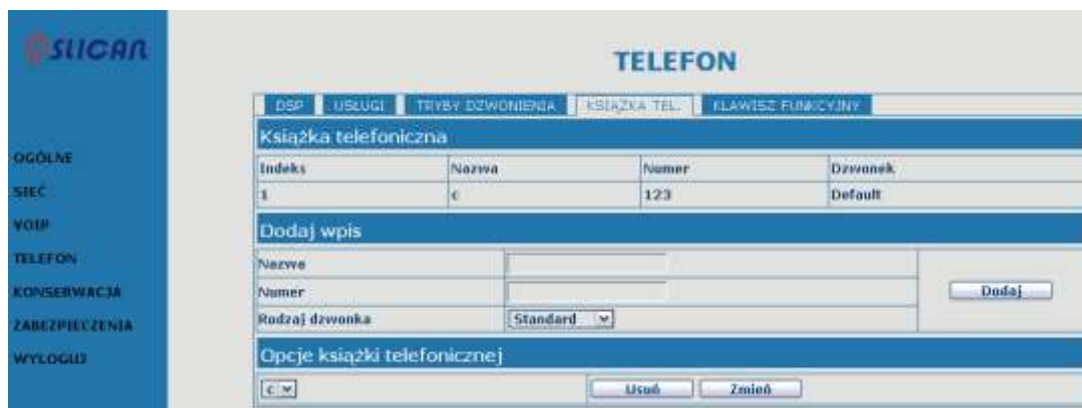 SLICAN
TELEFON
DSP USŁUGI TRYBY DZWONIENIA KSIĄŻKA TEL. KLAWISZ FUNKCYJNY
Książka telefoniczna
Indeks Nazwa Numer Dzwonek
1 c 123 Default
Dodaj wpis
Nazwa
Numer
Dodaj
Rodzaj dzwonka Standard
Opcje książki telefonicznej
c Usuń Zmień
OGÓLNE
SIEĆ
VOIP
TELEFON
KONSERWACJA
ZABEZPIECZENIA
WYLOGUJ